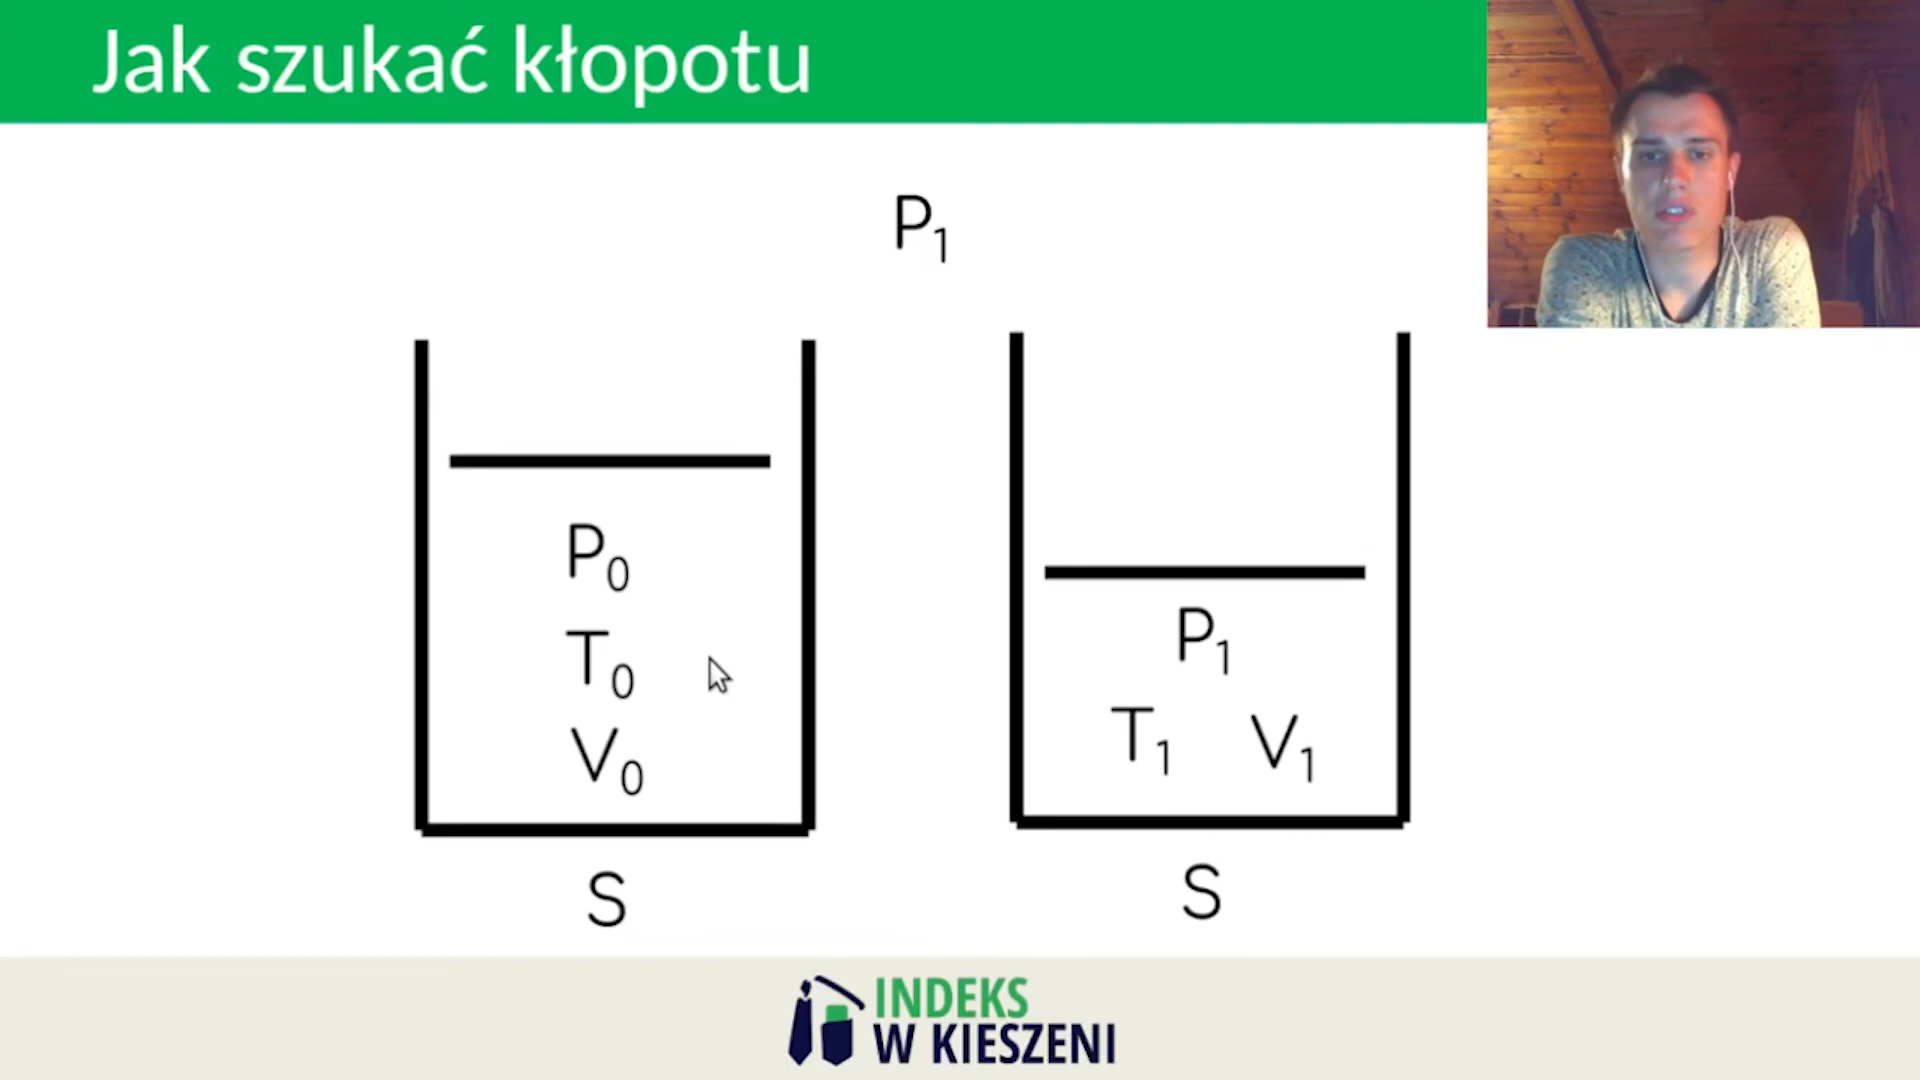 Jak szukać kłopotu
P₁
P₀
T₀
V₀
P₁
T₁ V₁
S
S
INDEKS
W KIESZENI